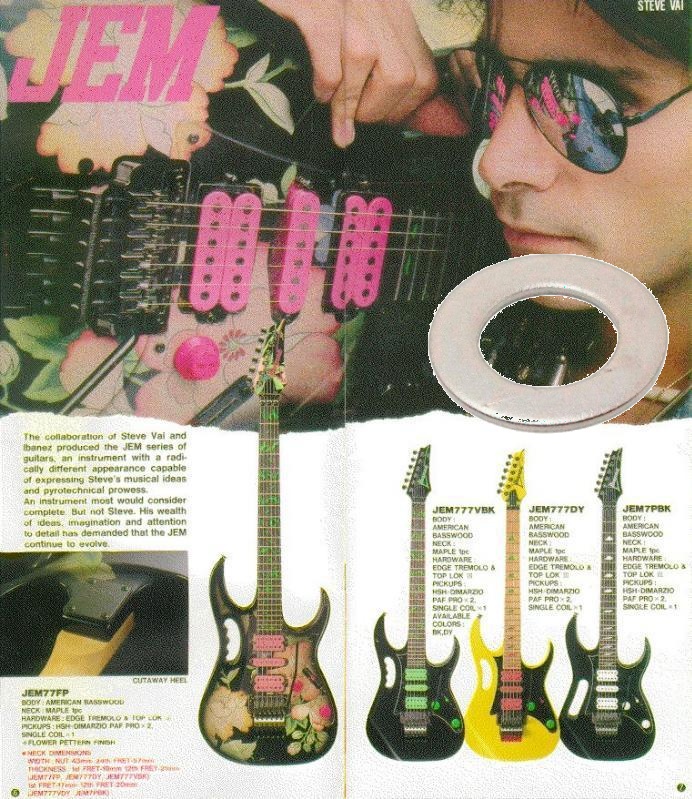 STEVE VAI
JEM
The collaboration of Steve Vai and
Ibanez produced the JEM series of
guitars, an instrument with a radi-
cally different appearance capable
of expressing Steve's musical ideas
and pyrotechnical prowess.
An instrument most would consider
complete. But not Steve. His wealth
of ideas, imagination and attention
to detail has demanded that the JEM
continue to evolve.
CUTAWAY HEEL
JEM77FP
BODY : AMERICAN BASSWOOD
NECK : MAPLE 1pc
HARDWARE : EDGE TREMOLO & TOP LOK III
PICKUPS : HSH-DIMARZIO PAF PRO × 2,
SINGLE COIL × 1
FLOWER PETTERN FINISH
NECK DIMENSIONS
WIDTH : NUT 43mm 24th FRET-57mm
THICKNESS : 1st FRET-19mm 12th FRET-21mm
(JEM77FP, JEM777DY, JEM777VBK)
1st FRET-17mm 12th FRET-20mm
(JEM777VDY, JEM7PBK)
6
JEM777VBK
BODY :
AMERICAN
BASSWOOD
NECK :
MAPLE 1pc
HARDWARE :
EDGE TREMOLO &
TOP LOK III
PICKUPS :
HSH-DIMARZIO
PAF PRO × 2,
SINGLE COIL × 1
AVAILABLE
COLORS :
BK,DY
JEM777DY
BODY :
AMERICAN
BASSWOOD
NECK :
MAPLE 1pc
HARDWARE :
EDGE TREMOLO &
TOP LOK III
PICKUPS :
HSH-DIMARZIO
PAF PRO × 2,
SINGLE COIL × 1
JEM7PBK
BODY :
AMERICAN
BASSWOOD
NECK :
MAPLE 1pc
HARDWARE :
EDGE TREMOLO &
TOP LOK III
PICKUPS :
HSH-DIMARZIO
PAF PRO × 2,
SINGLE COIL × 1
7